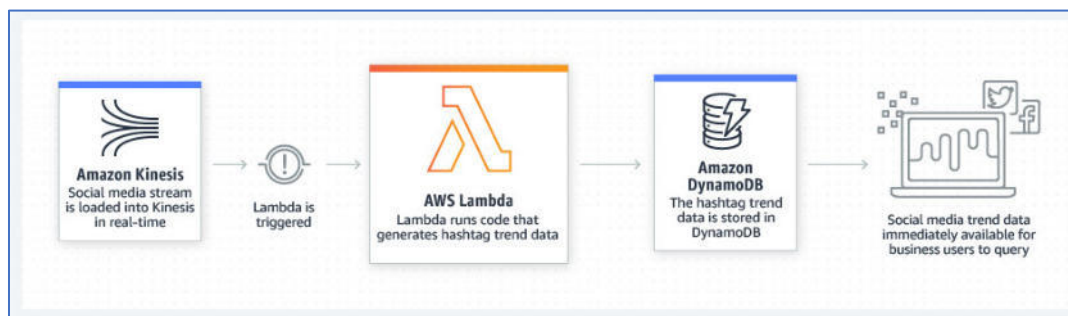 Amazon Kinesis
Social media stream
is loaded into Kinesis
in real-time
Lambda is
triggered
AWS Lambda
Lambda runs code that
generates hashtag trend data
Amazon
DynamoDB
The hashtag trend
data is stored in
DynamoDB
Social media trend data
immediately available for
business users to query